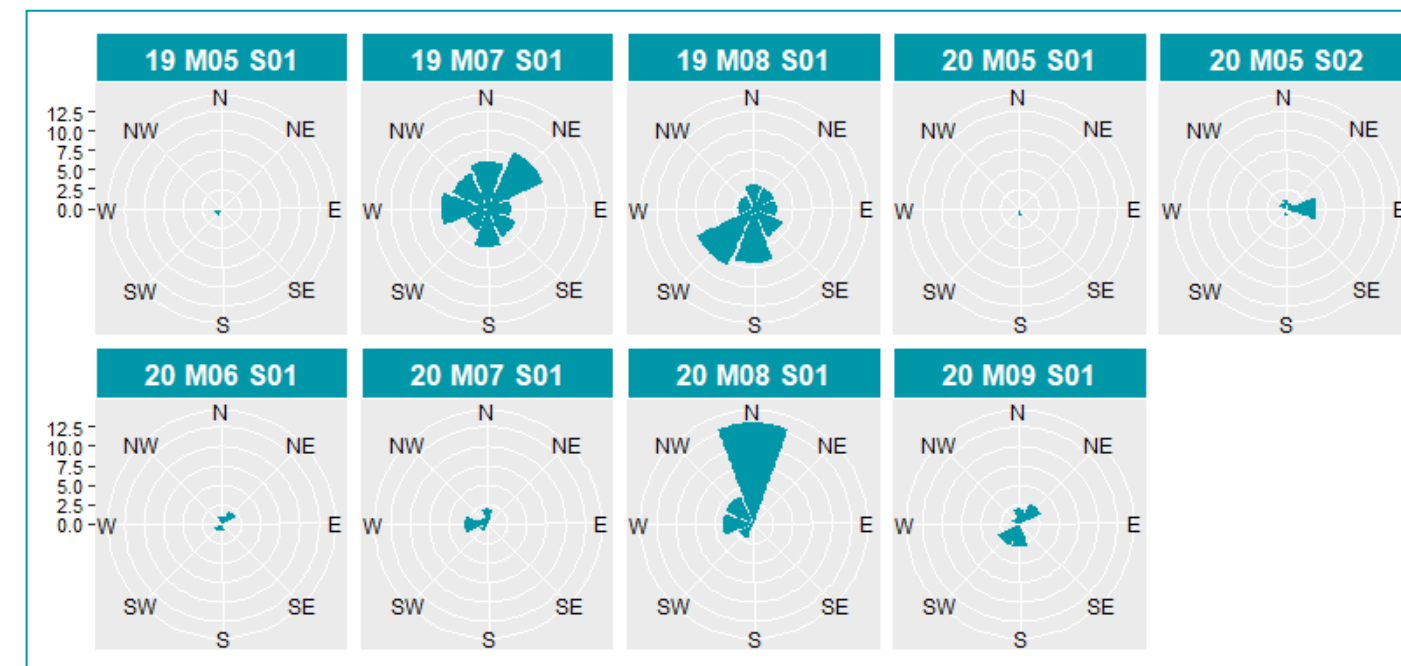 19 M05 S01
19 M07 S01
19 M08 S01
20 M05 S01
20 M05 S02
N N N N N
12.5
NW NE NW NE NW NE NW NE NW NE
10.0
7.5
5.0
2.5
0.0 W E W E W E W E W E
SW SE SW SE SW SE SW SE SW SE
S S S S S
20 M06 S01
20 M07 S01
20 M08 S01
20 M09 S01
N N N N
12.5
NW NE NW NE NW NE NW NE
10.0
7.5
5.0
2.5
0.0 W E W E W E W E
SW SE SW SE SW SE SW SE
S S S S